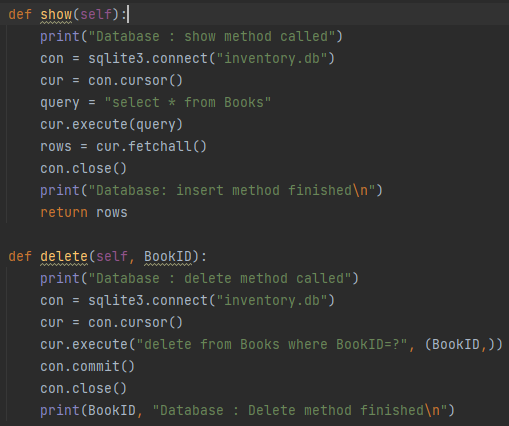 def show(self):
    print("Database : show method called")
    con = sqlite3.connect("inventory.db")
    cur = con.cursor()
    query = "select * from Books"
    cur.execute(query)
    rows = cur.fetchall()
    con.close()
    print("Database: insert method finished\n")
    return rows

def delete(self, BookID):
    print("Database : delete method called")
    con = sqlite3.connect("inventory.db")
    cur = con.cursor()
    cur.execute("delete from Books where BookID=?", (BookID,))
    con.commit()
    con.close()
    print(BookID, "Database : Delete method finished\n")